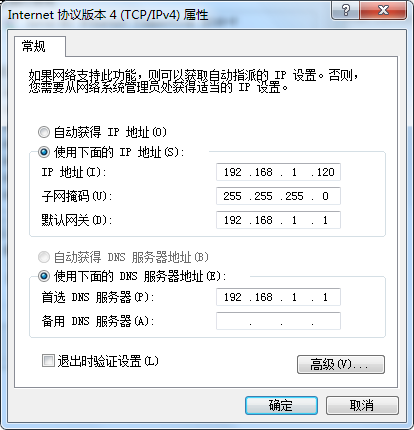 Internet 协议版本 4 (TCP/IPv4) 属性
常规
如果网络支持此功能，则可以获取自动指派的 IP 设置。否则，
您需要从网络系统管理员处获得适当的 IP 设置。
自动获得 IP 地址(O)
使用下面的 IP 地址(S):
IP 地址(I): 192 .168 . 1 .120
子网掩码(U): 255 .255 .255 . 0
默认网关(D): 192 .168 . 1 . 1
自动获得 DNS 服务器地址(B)
使用下面的 DNS 服务器地址(E):
首选 DNS 服务器(P): 192 .168 . 1 . 1
备用 DNS 服务器(A): . . .
退出时验证设置(L)
高级(V)...
确定 取消